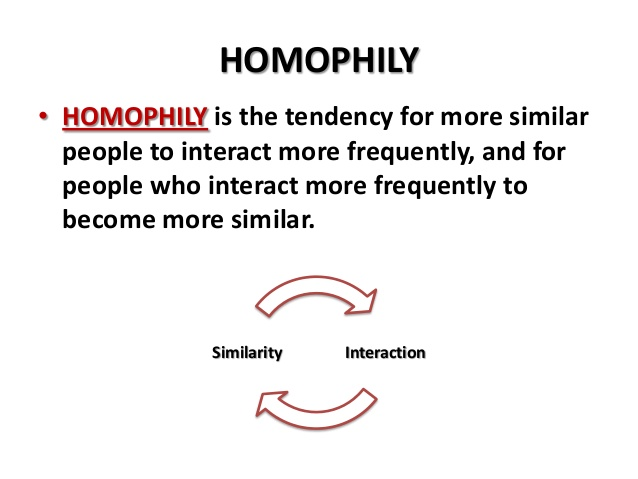 HOMOPHILY
• HOMOPHILY is the tendency for more similar
people to interact more frequently, and for
people who interact more frequently to
become more similar.
Similarity Interaction